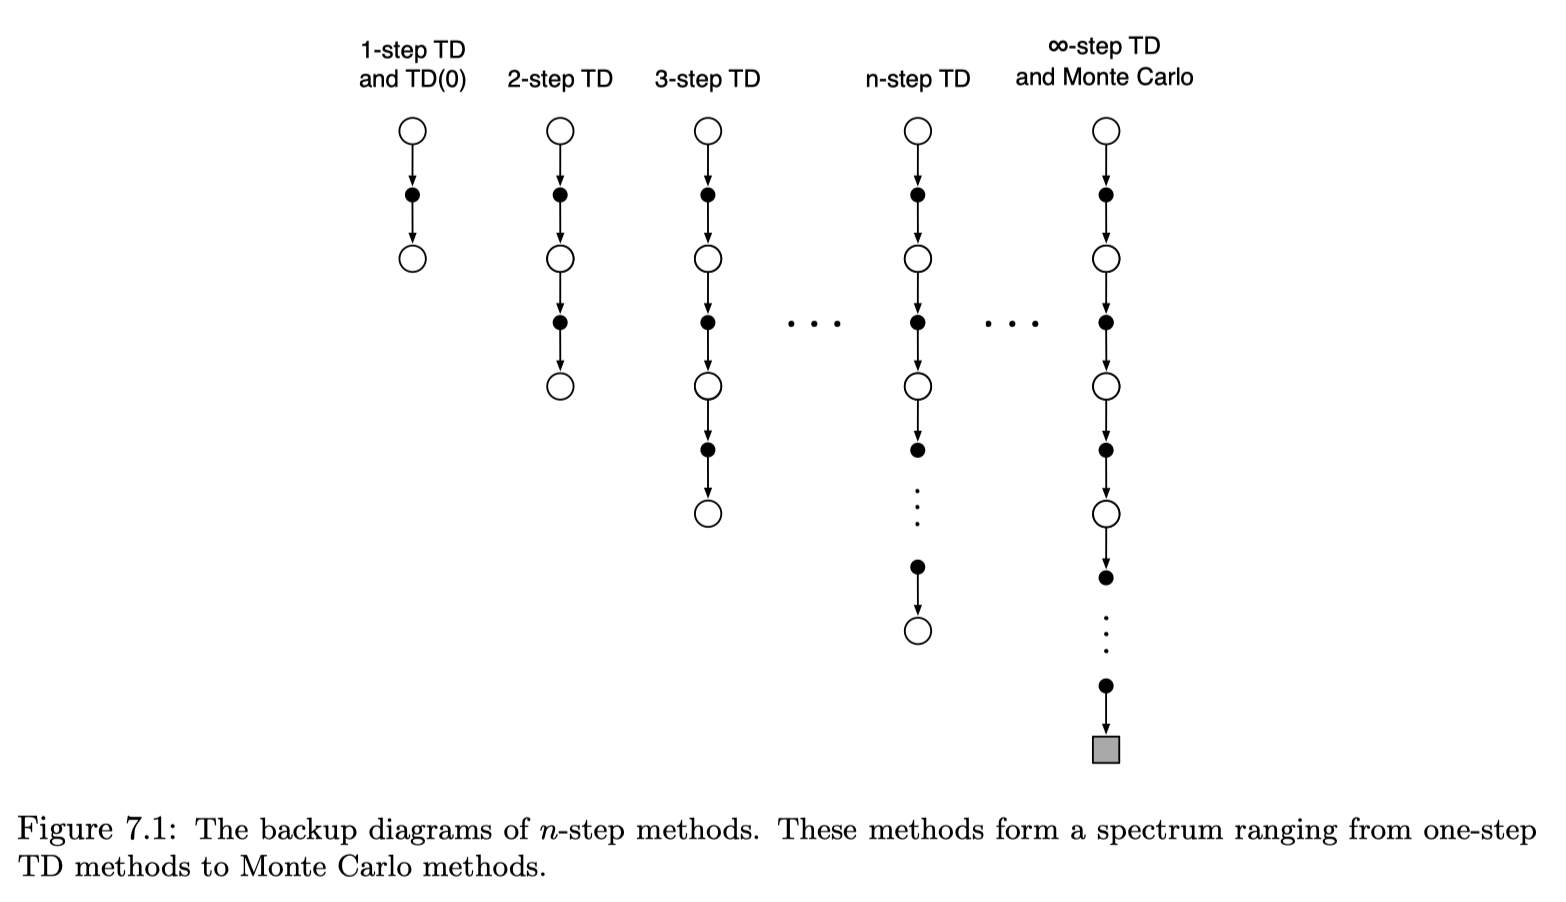 1-step TD
and TD(0)
2-step TD
3-step TD
n-step TD
∞-step TD
and Monte Carlo
Figure 7.1: The backup diagrams of n-step methods. These methods form a spectrum ranging from one-step
TD methods to Monte Carlo methods.